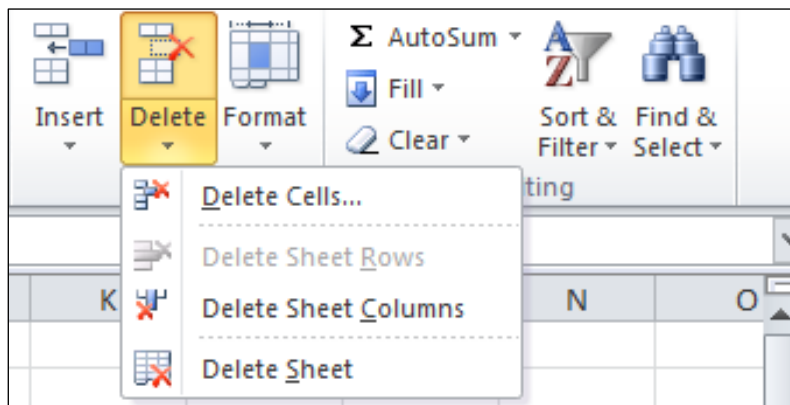 Insert
Delete
Format
Σ AutoSum
Fill
Clear
Sort &
Filter
Find &
Select
ting
Delete Cells...
Delete Sheet Rows
Delete Sheet Columns
Delete Sheet
K
N
O